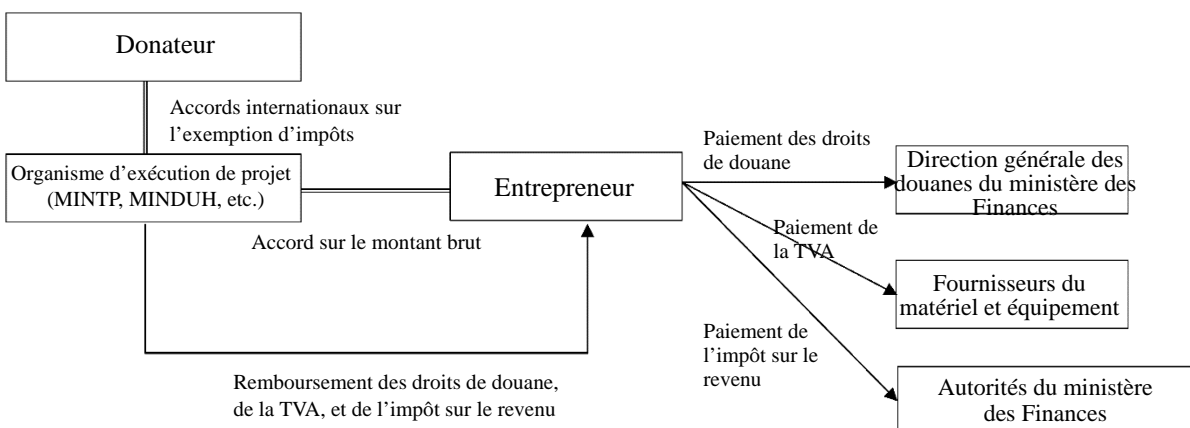 Donateur
Accords internationaux sur
l’exemption d’impôts
Organisme d’exécution de projet
(MINTP, MINDUH, etc.)
Accord sur le montant brut
Entrepreneur
Remboursement des droits de douane,
de la TVA, et de l’impôt sur le revenu
Paiement des droits
de douane
Direction générale des
douanes du ministère des
Finances
Paiement de
la TVA
Fournisseurs du
matériel et équipement
Paiement de
l’impôt sur le
revenu
Autorités du ministère
des Finances